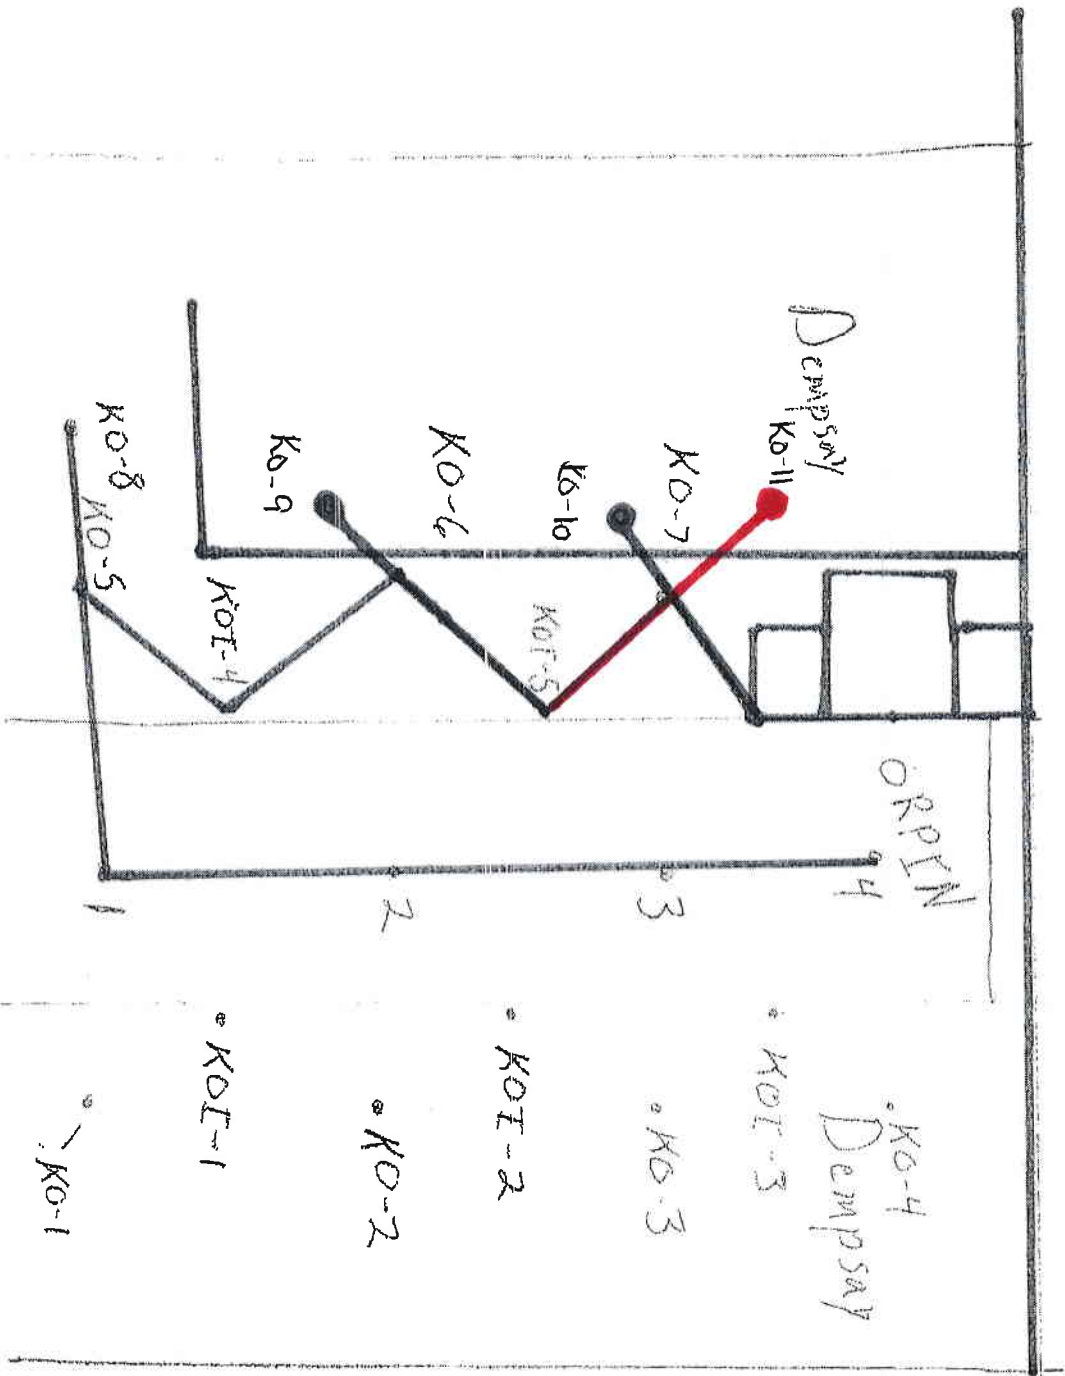 KO-8
KO-5
KOI-4
KO-9
KO-6
KOI-5
KO-10
KO-7
KO-11
Dempsay
ORPIN
1
2
3
4
KO-1
KOI-1
KO-2
KOI-2
KO-3
KOI-3
KO-4
Dempsay